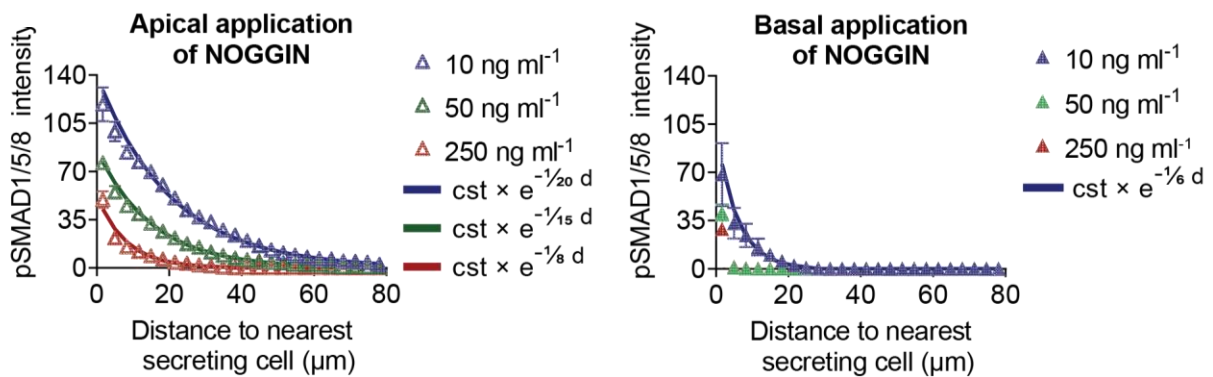 Apical application
of NOGGIN
pSMAD1/5/8 intensity
140
105
70
35
0
0 20 40 60 80
Distance to nearest
secreting cell (μm)
10 ng ml⁻¹
50 ng ml⁻¹
250 ng ml⁻¹
cst × e^-¹⁄₂₀ d
cst × e^-¹⁄₁₅ d
cst × e^-¹⁄₈ d
Basal application
of NOGGIN
pSMAD1/5/8 intensity
140
105
70
35
0
0 20 40 60 80
Distance to nearest
secreting cell (μm)
10 ng ml⁻¹
50 ng ml⁻¹
250 ng ml⁻¹
cst × e^-¹⁄₆ d